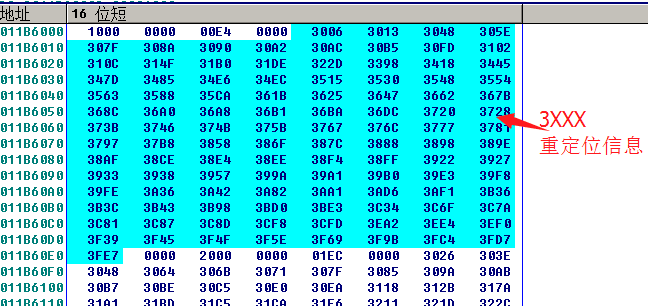 地址 16 位短
011B6000 1000 0000 00E4 0000 3006 3013 3048 305E
011B6010 307F 308A 3090 30A2 30AC 30B5 30FD 3102
011B6020 310C 314F 31B0 31DE 322D 3398 3418 3445
011B6030 347D 3485 34E6 34EC 3515 3530 3548 3554
011B6040 3563 3588 35CA 361B 3625 3647 3662 367B
011B6050 368C 36A0 36A8 36B1 36BA 36DC 3720 3728
011B6060 373B 3746 374B 375B 3767 376C 3777 3781
011B6070 3797 37B8 3858 386F 387C 3888 3898 389E
011B6080 38AF 38CE 38E4 38EE 38F4 38FF 3922 3927
011B6090 3933 3938 3957 399A 39A1 39B0 39E3 39F8
011B60A0 39FE 3A36 3A42 3A82 3AA1 3AD6 3AF1 3B36
011B60B0 3B3C 3B43 3B98 3BD0 3BE3 3C34 3C6F 3C7A
011B60C0 3C81 3C87 3C8D 3CF8 3CFD 3EA2 3EE4 3EF0
011B60D0 3F39 3F45 3F4F 3F5E 3F69 3F9B 3FC4 3FD7
011B60E0 3FE7 0000 2000 0000 01EC 0000 3026 303E
011B60F0 3048 3064 306B 3071 307F 3085 309A 30AB
011B6100 30B7 30BE 30C5 30E0 30EA 3118 312B 317A
011B6110 31A1 31BD 31C5 31CA 31F6 3211 321D 322C
3XXX
重定位信息